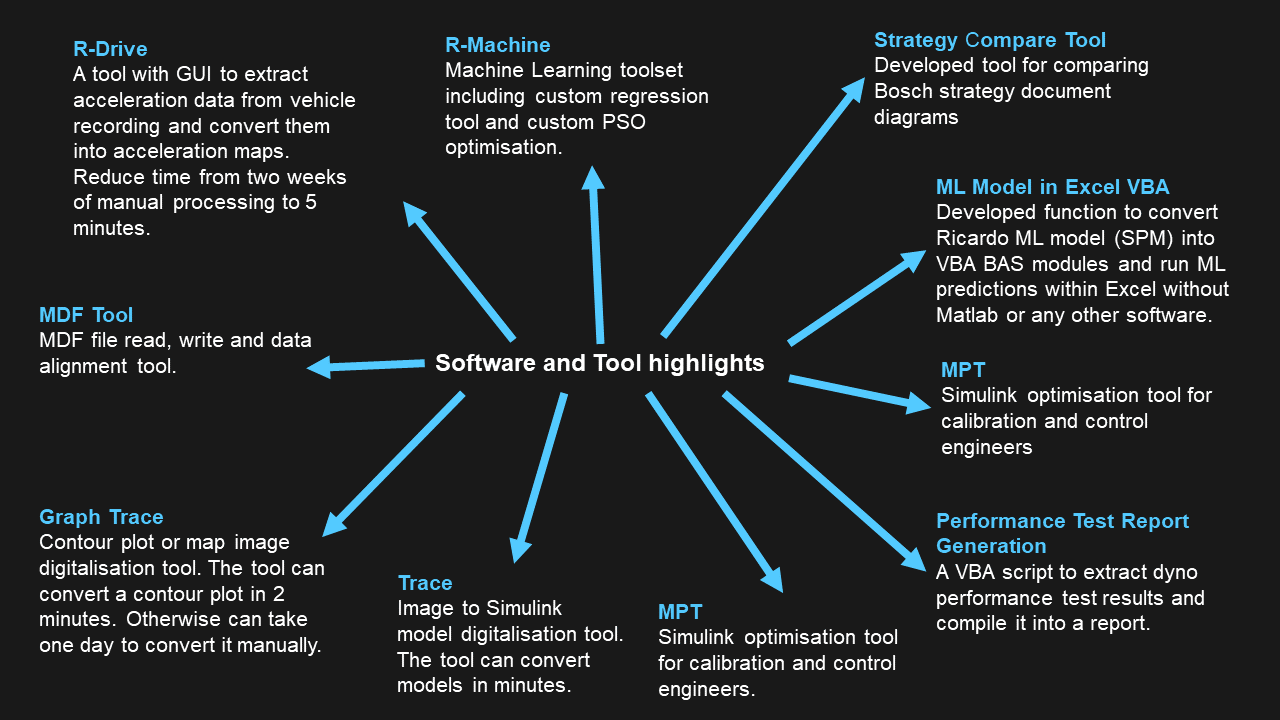 R-Drive
A tool with GUI to extract
acceleration data from vehicle
recording and convert them
into acceleration maps.
Reduce time from two weeks
of manual processing to 5
minutes.
R-Machine
Machine Learning toolset
including custom regression
tool and custom PSO
optimisation.
Strategy Compare Tool
Developed tool for comparing
Bosch strategy document
diagrams
ML Model in Excel VBA
Developed function to convert
Ricardo ML model (SPM) into
VBA BAS modules and run ML
predictions within Excel without
Matlab or any other software.
MDF Tool
MDF file read, write and data
alignment tool.
Software and Tool highlights
MPT
Simulink optimisation tool for
calibration and control
engineers
Graph Trace
Contour plot or map image
digitalisation tool. The tool can
convert a contour plot in 2
minutes. Otherwise can take
one day to convert it manually.
Trace
Image to Simulink
model digitalisation tool.
The tool can convert
models in minutes.
MPT
Simulink optimisation tool
for calibration and control
engineers.
Performance Test Report
Generation
A VBA script to extract dyno
performance test results and
compile it into a report.